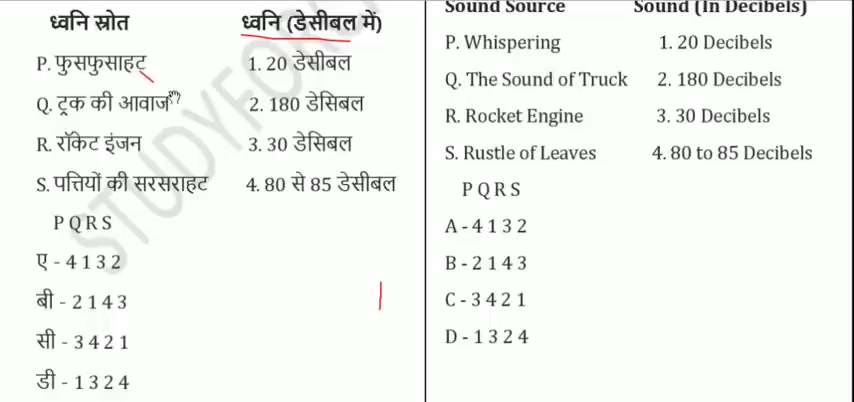 ध्वनि स्रोत ध्वनि (डेसीबल में)
P. फुसफुसाहट 1. 20 डेसीबल
Q. ट्रक की आवाज 2. 180 डेसिबल
R. रॉकेट इंजन 3. 30 डेसिबल
S. पत्तियों की सरसराहट 4. 80 से 85 डेसीबल
P Q R S
ए - 4 1 3 2
बी - 2 1 4 3
सी - 3 4 2 1
डी - 1 3 2 4
Sound Source Sound (In Decibels)
P. Whispering 1. 20 Decibels
Q. The Sound of Truck 2. 180 Decibels
R. Rocket Engine 3. 30 Decibels
S. Rustle of Leaves 4. 80 to 85 Decibels
P Q R S
A - 4 1 3 2
B - 2 1 4 3
C - 3 4 2 1
D - 1 3 2 4